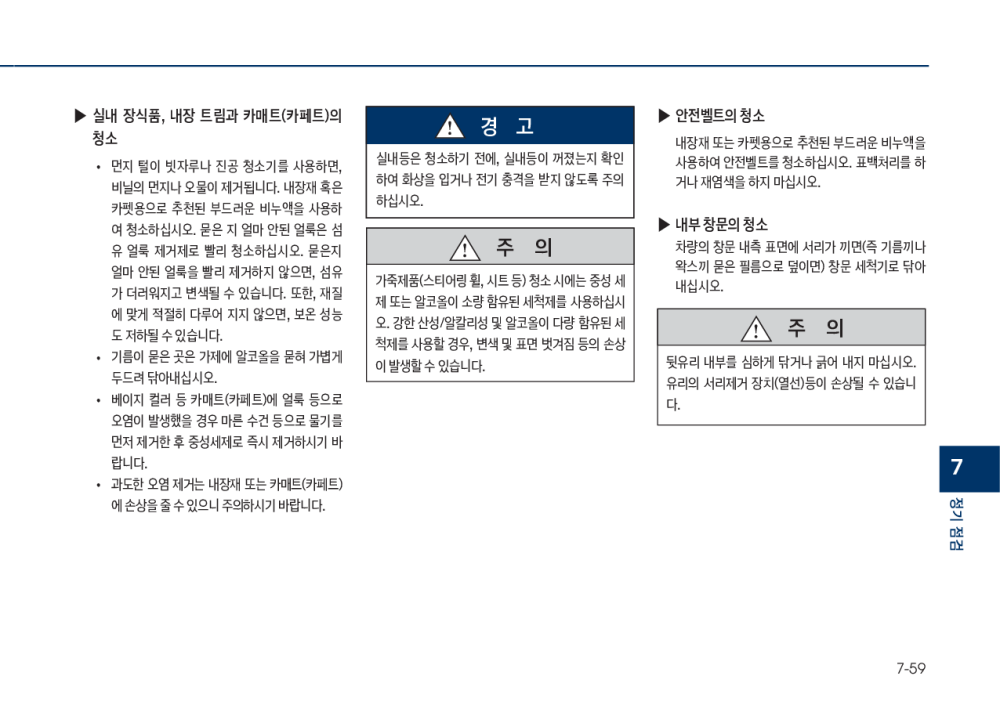 ▶ 실내 장식품, 내장 트림과 카매트(카페트)의
청소
• 먼지 털이 빗자루나 진공 청소기를 사용하면,
비닐의 먼지나 오물이 제거됩니다. 내장재 혹은
카펫용으로 추천된 부드러운 비누액을 사용하
여 청소하십시오. 묻은 지 얼마 안된 얼룩은 섬
유 얼룩 제거제로 빨리 청소하십시오. 묻은지
얼마 안된 얼룩을 빨리 제거하지 않으면, 섬유
가 더러워지고 변색될 수 있습니다. 또한, 재질
에 맞게 적절히 다루어 지지 않으면, 보온 성능
도 저하될 수 있습니다.
• 기름이 묻은 곳은 가제에 알코올을 묻혀 가볍게
두드려 닦아내십시오.
• 베이지 컬러 등 카매트(카페트)에 얼룩 등으로
오염이 발생했을 경우 마른 수건 등으로 물기를
먼저 제거한 후 중성세제로 즉시 제거하시기 바
랍니다.
• 과도한 오염 제거는 내장재 또는 카매트(카페트)
에 손상을 줄 수 있으니 주의하시기 바랍니다.
경 고
실내등은 청소하기 전에, 실내등이 꺼졌는지 확인
하여 화상을 입거나 전기 충격을 받지 않도록 주의
하십시오.
주 의
가죽제품(스티어링 휠, 시트 등) 청소 시에는 중성 세
제 또는 알코올이 소량 함유된 세척제를 사용하십시
오. 강한 산성/알칼리성 및 알코올이 다량 함유된 세
척제를 사용할 경우, 변색 및 표면 벗겨짐 등의 손상
이 발생할 수 있습니다.
▶ 안전벨트의 청소
내장재 또는 카펫용으로 추천된 부드러운 비누액을
사용하여 안전벨트를 청소하십시오. 표백처리를 하
거나 재염색을 하지 마십시오.
▶ 내부 창문의 청소
차량의 창문 내측 표면에 서리가 끼면(즉 기름끼나
왁스끼 묻은 필름으로 덮이면) 창문 세척기로 닦아
내십시오.
주 의
뒷유리 내부를 심하게 닦거나 긁어 내지 마십시오.
유리의 서리제거 장치(열선)등이 손상될 수 있습니
다.
7
정기 점검
7-59